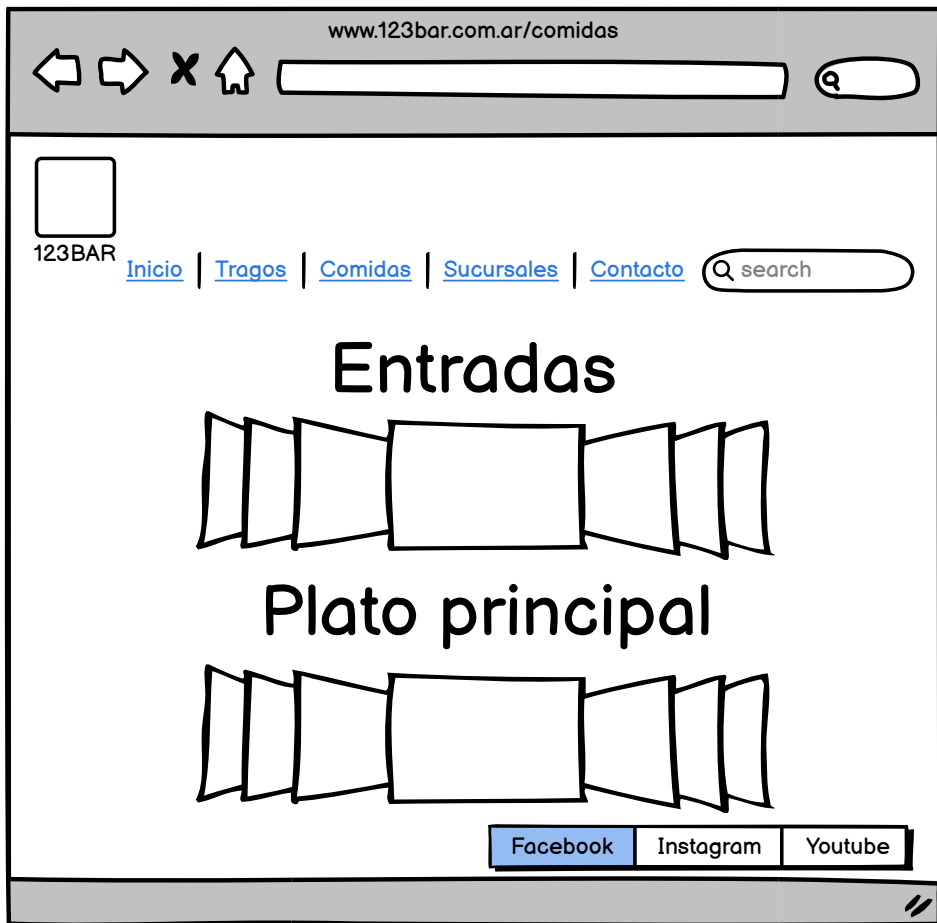 www.123bar.com.ar/comidas
123BAR
Inicio Tragos Comidas Sucursales Contacto search
Entradas
Plato principal
Facebook Instagram Youtube